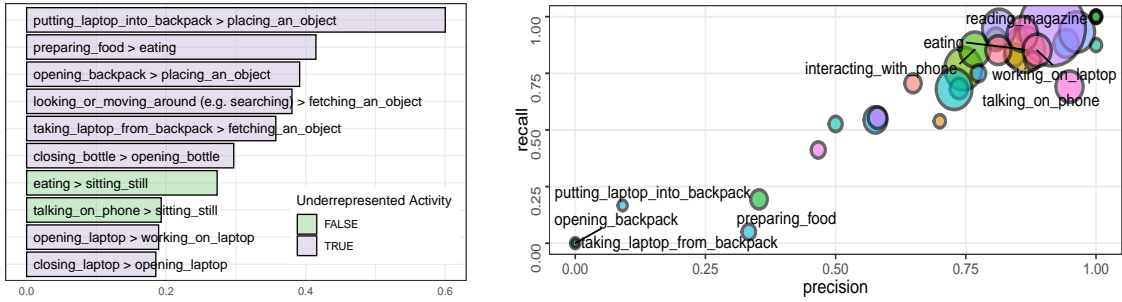 putting_laptop_into_backpack > placing_an_object
preparing_food > eating
opening_backpack > placing_an_object
looking_or_moving_around (e.g. searching) > fetching_an_object
taking_laptop_from_backpack > fetching_an_object
closing_bottle > opening_bottle
eating > sitting_still
talking_on_phone > sitting_still
opening_laptop > working_on_laptop
closing_laptop > opening_laptop
Underrepresented Activity
FALSE
TRUE
0.0
0.2
0.4
0.6
recall
1.00
0.75
0.50
0.25
0.00
reading_magazine
eating
interacting_with_phone
working_on_laptop
talking_on_phone
putting_laptop_into_backpack
opening_backpack
preparing_food
taking_laptop_from_backpack
0.00
0.25
0.50
0.75
1.00
precision